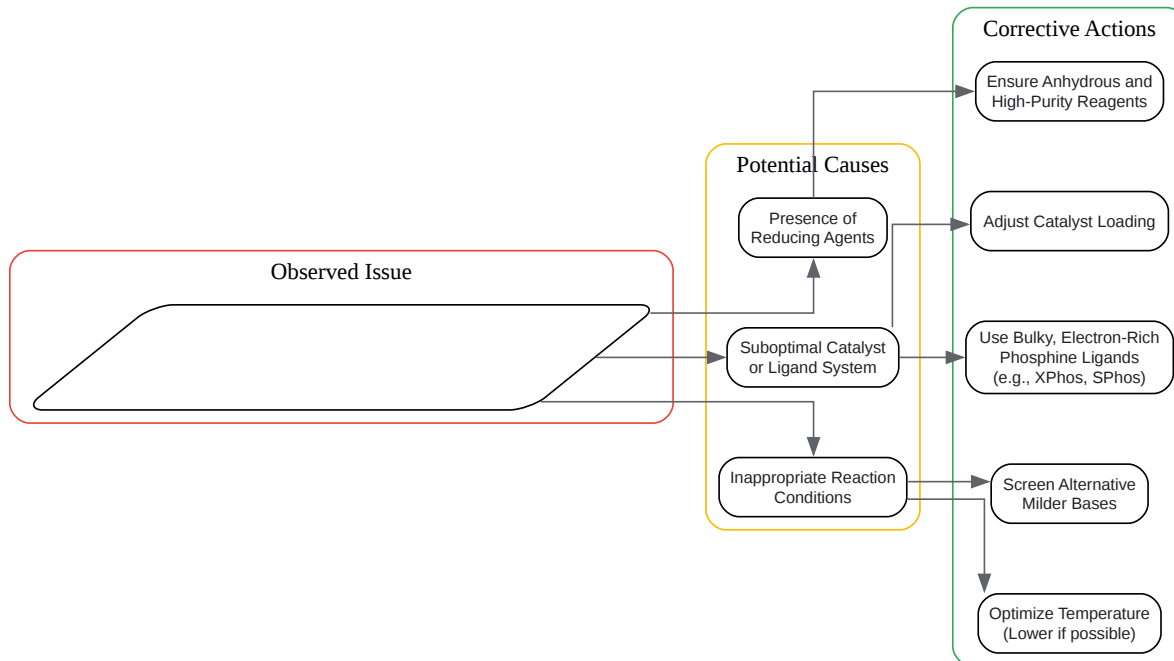 Observed Issue
Potential Causes
Presence of
Reducing Agents
Suboptimal Catalyst
or Ligand System
Inappropriate Reaction
Conditions
Corrective Actions
Ensure Anhydrous and
High-Purity Reagents
Adjust Catalyst Loading
Use Bulky, Electron-Rich
Phosphine Ligands
(e.g., XPhos, SPhos)
Screen Alternative
Milder Bases
Optimize Temperature
(Lower if possible)